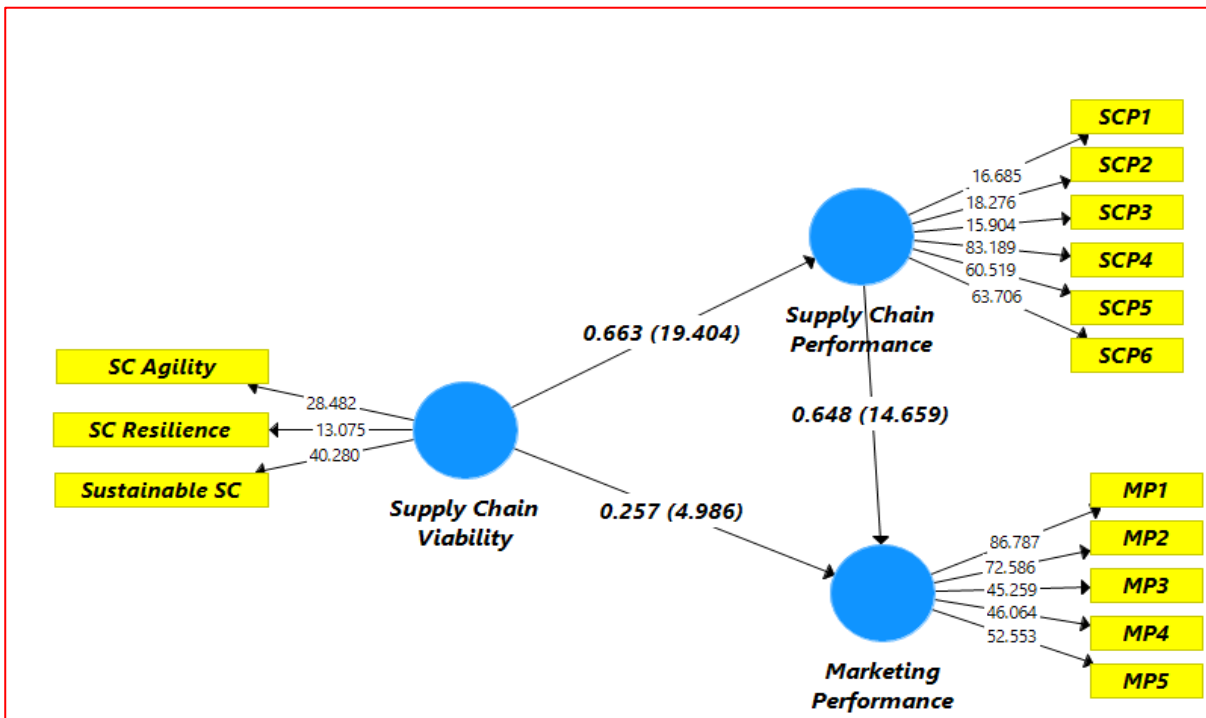 SCP1
16.685
SCP2
18.276
SCP3
15.904
83.189
SCP4
60.519
63.706
SCP5
Supply Chain
Performance
SCP6
0.663 (19.404)
SC Agility
28.482
SC Resilience
13.075
40.280
Sustainable SC
Supply Chain
Viability
0.648 (14.659)
0.257 (4.986)
MP1
86.787
MP2
72.586
MP3
45.259
46.064
MP4
52.553
MP5
Marketing
Performance